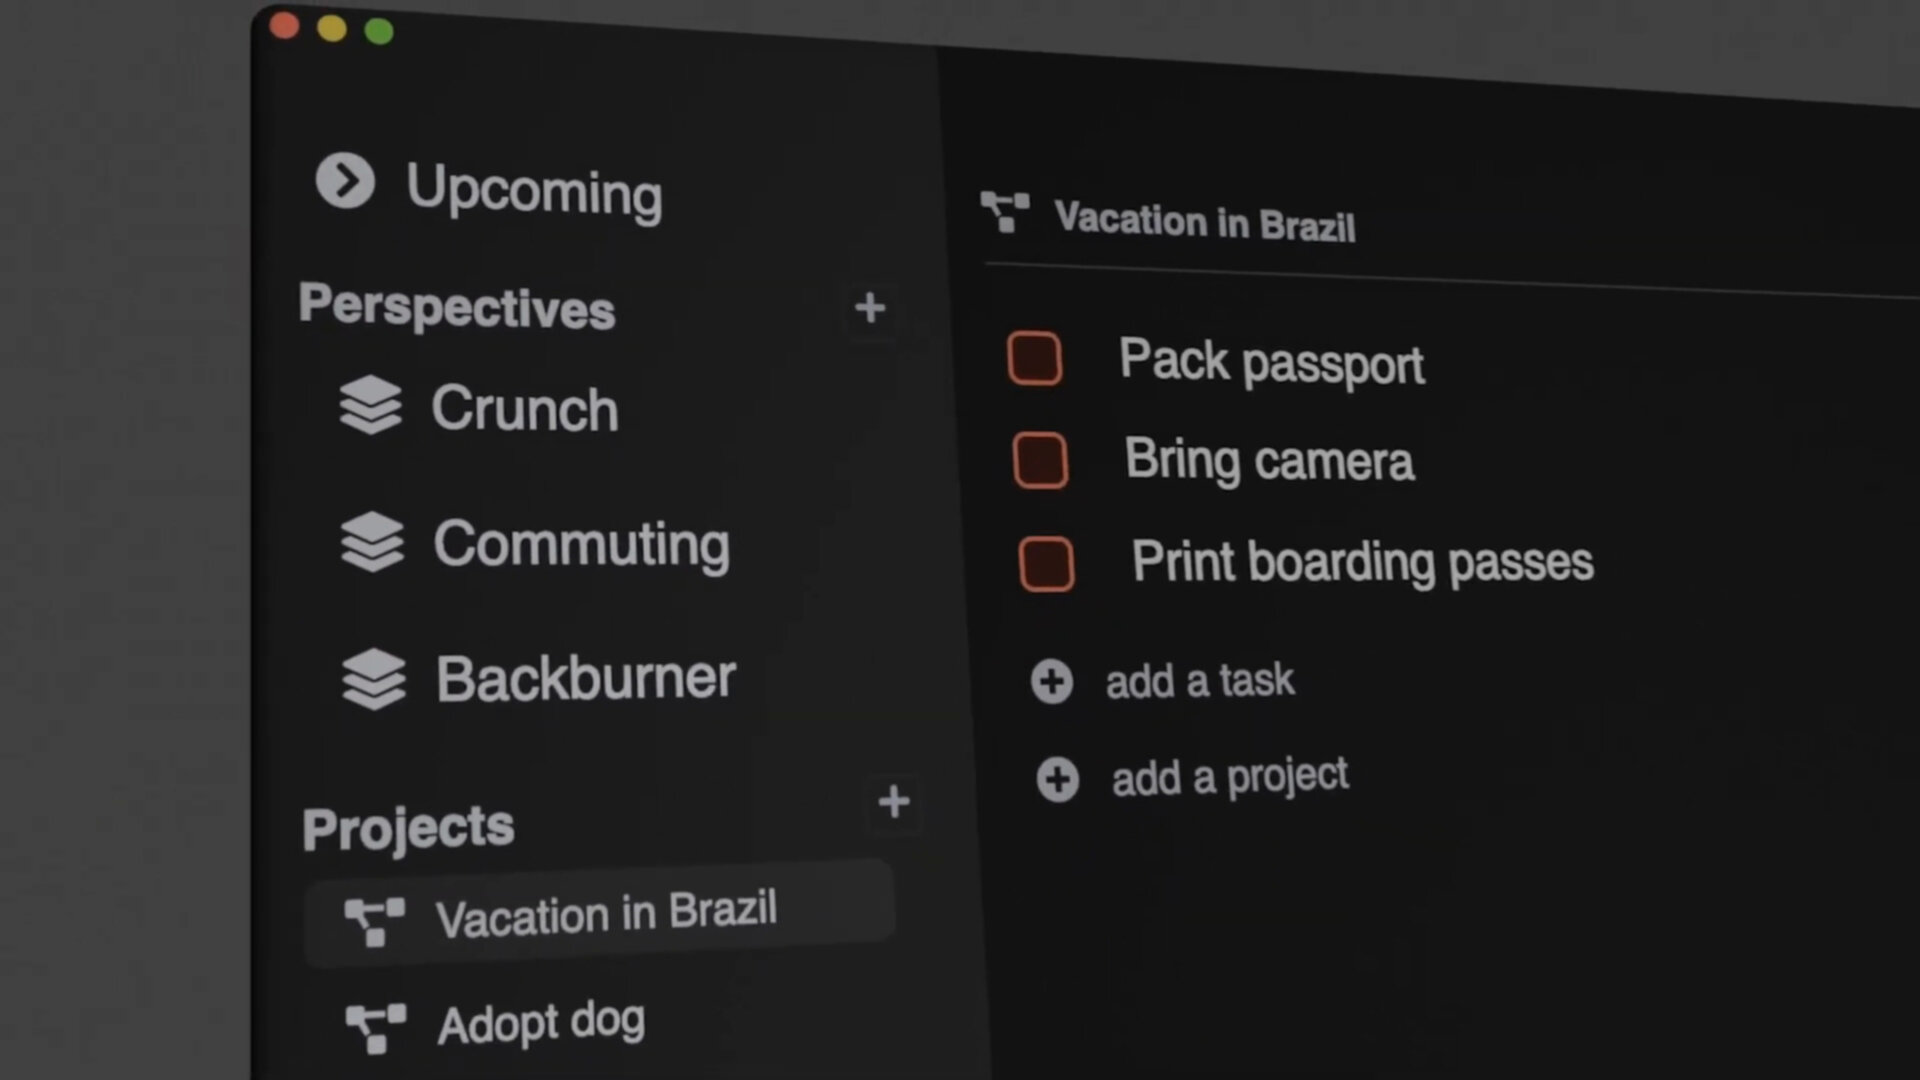 Upcoming
Perspectives
Crunch
Commuting
Backburner
Projects
Vacation in Brazil
Adopt dog
Vacation in Brazil
Pack passport
Bring camera
Print boarding passes
add a task
add a project